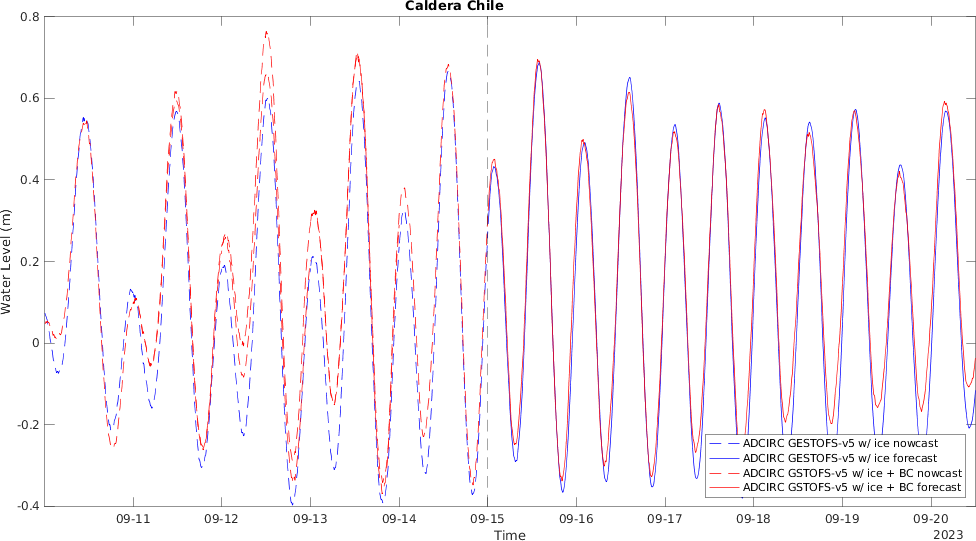 Caldera Chile
0.8
0.6
0.4
0.2
0
-0.2
-0.4
Water Level (m)
09-11 09-12 09-13 09-14 09-15 09-16 09-17 09-18 09-19 09-20
Time
2023
ADCIRC GESTOFS-v5 w/ ice nowcast
ADCIRC GESTOFS-v5 w/ ice forecast
ADCIRC GSTOFS-v5 w/ ice + BC nowcast
ADCIRC GSTOFS-v5 w/ ice + BC forecast